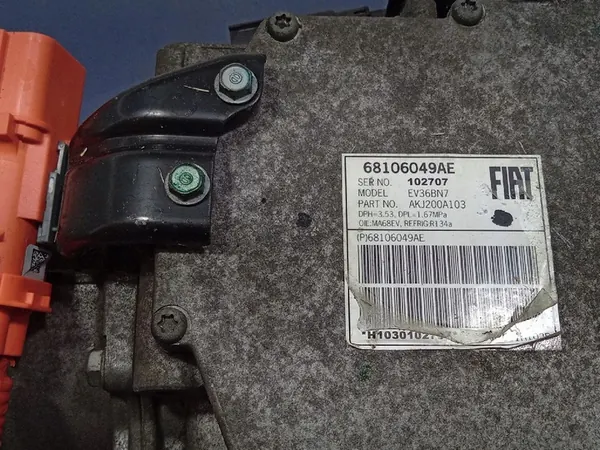 68106049AE
SER NO. 102707
MODEL EV36BN7
PART NO. AKJ200A103
FIAT
DPH=3.53, DPL=1.67MPa
OIL:MA68EV, REFRIG:R134a
(P)68106049AE
*H10301027